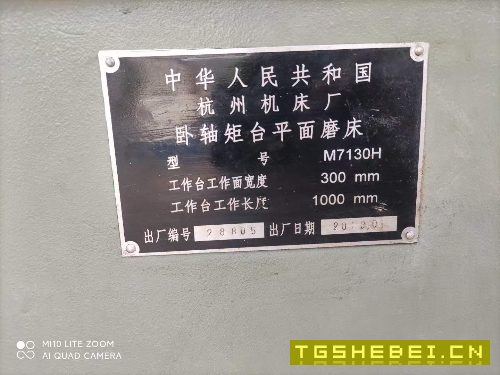 中华人民共和国
杭州机床厂
卧轴矩台平面磨床
型 号 M7130H
工作台工作面宽度 300 mm
工作台工作长度 1000 mm
出厂编号 出厂日期
MI 10 LITE ZOOM
AI QUAD CAMERA
TGSHEBEI.CN